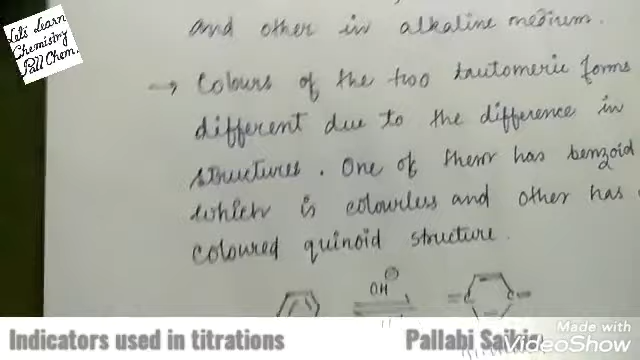 Let's Learn
Chemistry
Pall Chem.
and other in alkaline medium.
→ Colours of the two tautomeric forms
different due to the difference in
structures. One of them has benzoid
which is colourless and other has
coloured quinoid structure.
OH
C C
Indicators used in titrations
Pallabi Saikia
Made with
VideoShow